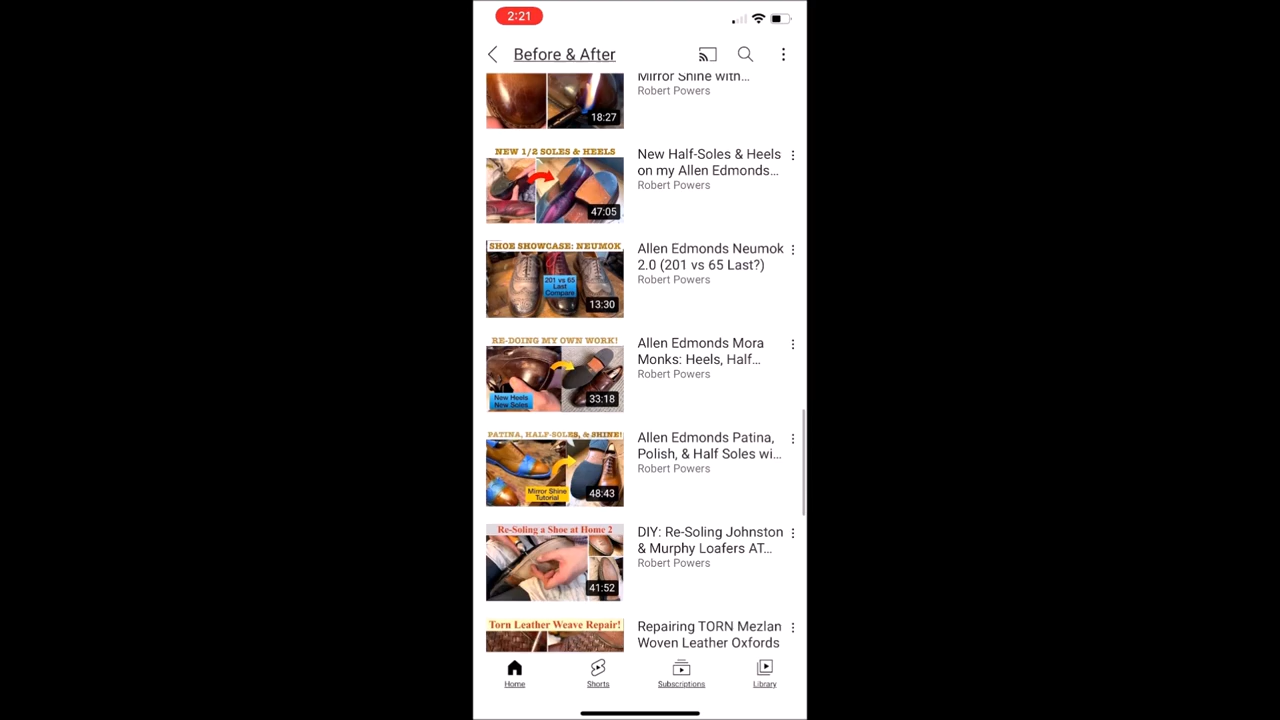 2:21
Before & After
Mirror Shine with...
Robert Powers
18:27
NEW 1/2 SOLES & HEELS
47:05
New Half-Soles & Heels
on my Allen Edmonds...
Robert Powers
SHOE SHOWCASE: NEUMOK
201 vs 65
Last
Compare
13:30
Allen Edmonds Neumok
2.0 (201 vs 65 Last?)
Robert Powers
RE-DOING MY OWN WORK!
New Heels
New Soles
33:18
Allen Edmonds Mora
Monks: Heels, Half...
Robert Powers
PATINA, HALF-SOLES, & SHINE!
Mirror Shine
Tutorial
48:43
Allen Edmonds Patina,
Polish, & Half Soles wi...
Robert Powers
Re-Soling a Shoe at Home 2
41:52
DIY: Re-Soling Johnston
& Murphy Loafers AT...
Robert Powers
Torn Leather Weave Repair!
Repairing TORN Mezlan
Woven Leather Oxfords
Home
Shorts
Subscriptions
Library